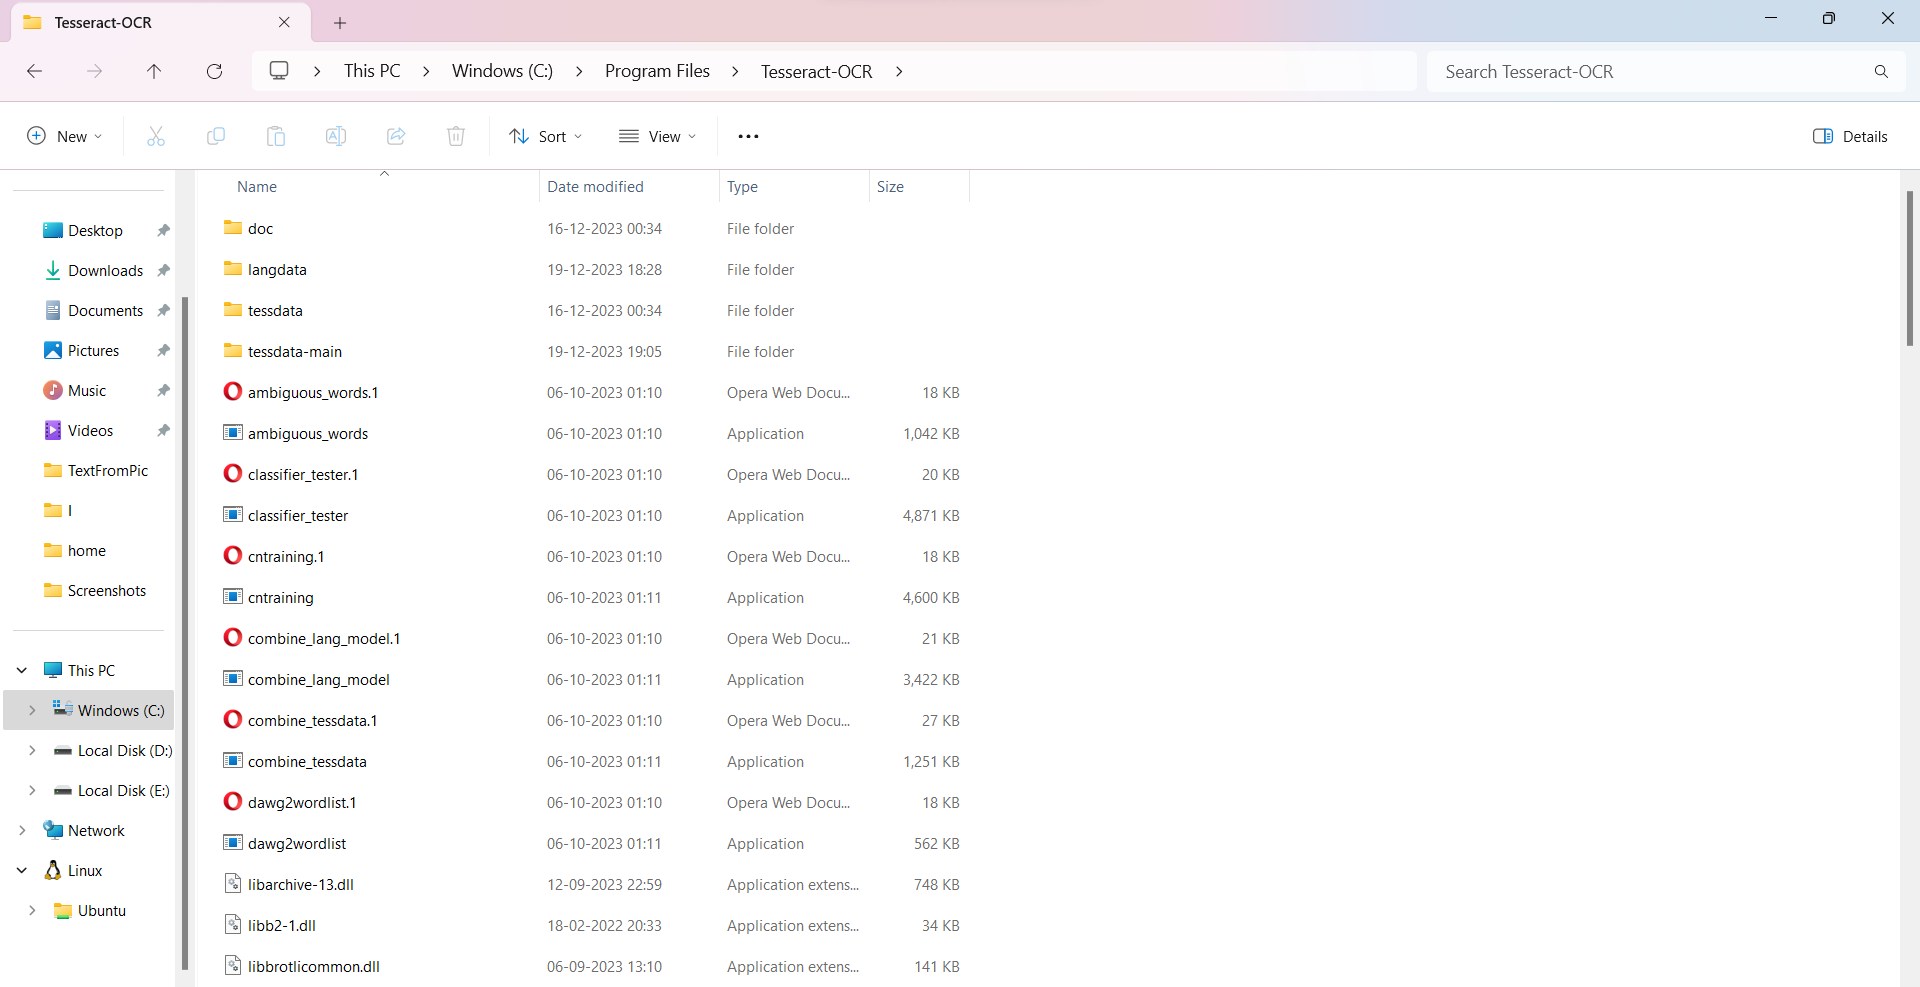 Tesseract-OCR
This PC Windows (C:) Program Files Tesseract-OCR
Search Tesseract-OCR
New Sort View Details
Name Date modified Type Size
Desktop
Downloads
Documents
Pictures
Music
Videos
TextFromPic
I
home
Screenshots
This PC
Windows (C:)
Local Disk (D:)
Local Disk (E:)
Network
Linux
Ubuntu
doc 16-12-2023 00:34 File folder
langdata 19-12-2023 18:28 File folder
tessdata 16-12-2023 00:34 File folder
tessdata-main 19-12-2023 19:05 File folder
ambiguous_words.1 06-10-2023 01:10 Opera Web Docu... 18 KB
ambiguous_words 06-10-2023 01:10 Application 1,042 KB
classifier_tester.1 06-10-2023 01:10 Opera Web Docu... 20 KB
classifier_tester 06-10-2023 01:10 Application 4,871 KB
cntraining.1 06-10-2023 01:10 Opera Web Docu... 18 KB
cntraining 06-10-2023 01:11 Application 4,600 KB
combine_lang_model.1 06-10-2023 01:10 Opera Web Docu... 21 KB
combine_lang_model 06-10-2023 01:11 Application 3,422 KB
combine_tessdata.1 06-10-2023 01:10 Opera Web Docu... 27 KB
combine_tessdata 06-10-2023 01:11 Application 1,251 KB
dawg2wordlist.1 06-10-2023 01:10 Opera Web Docu... 18 KB
dawg2wordlist 06-10-2023 01:11 Application 562 KB
libarchive-13.dll 12-09-2023 22:59 Application extens... 748 KB
libb2-1.dll 18-02-2022 20:33 Application extens... 34 KB
libbrotlicommon.dll 06-09-2023 13:10 Application extens... 141 KB